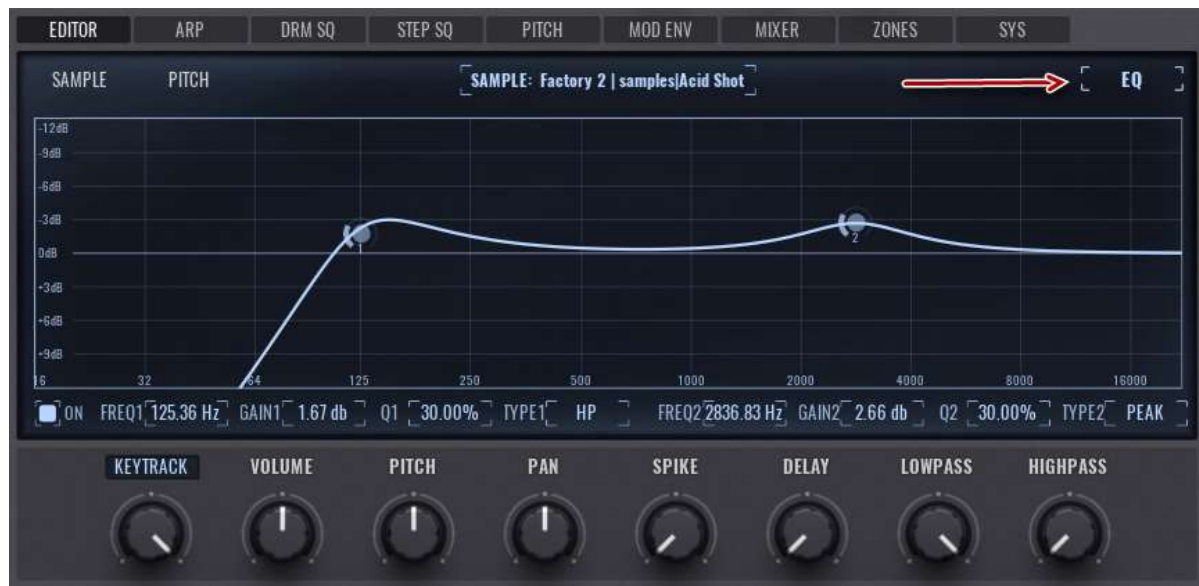 EDITOR ARP DRM SQ STEP SQ PITCH MOD ENV MIXER ZONES SYS
SAMPLE PITCH SAMPLE: Factory 2 | samples|Acid Shot EQ
-12dB
-9dB
-6dB
-3dB
0dB
+3dB
+6dB
+9dB
1
2
16 32 64 125 250 500 1000 2000 4000 8000 16000
ON FREQ1 125.36 Hz GAIN1 1.67 db Q1 30.00% TYPE1 HP FREQ2 2836.83 Hz GAIN2 2.66 db Q2 30.00% TYPE2 PEAK
KEYTRACK VOLUME PITCH PAN SPIKE DELAY LOWPASS HIGHPASS